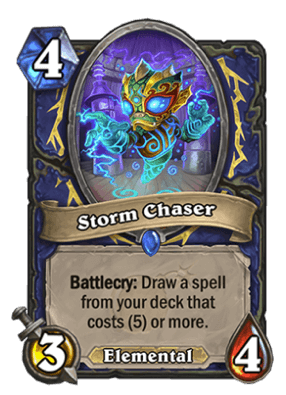 4
Storm Chaser
Battlecry: Draw a spell
from your deck that
costs (5) or more.
3
Elemental
4